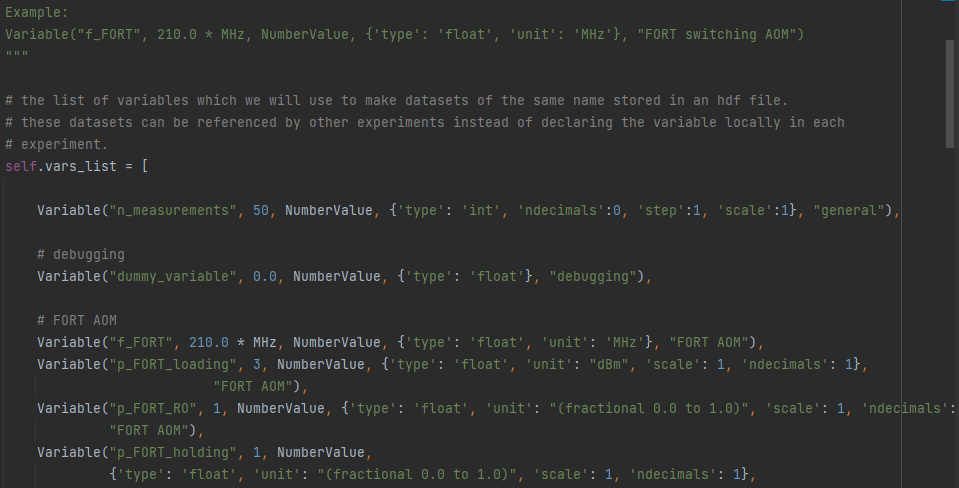 Example:
Variable("f_FORT", 210.0 * MHz, NumberValue, {'type': 'float', 'unit': 'MHz'}, "FORT switching AOM")
"""
# the list of variables which we will use to make datasets of the same name stored in an hdf file.
# these datasets can be referenced by other experiments instead of declaring the variable locally in each
# experiment.
self.vars_list = [
Variable("n_measurements", 50, NumberValue, {'type': 'int', 'ndecimals':0, 'step':1, 'scale':1}, "general"),
# debugging
Variable("dummy_variable", 0.0, NumberValue, {'type': 'float'}, "debugging"),
# FORT AOM
Variable("f_FORT", 210.0 * MHz, NumberValue, {'type': 'float', 'unit': 'MHz'}, "FORT AOM"),
Variable("p_FORT_loading", 3, NumberValue, {'type': 'float', 'unit': "dBm", 'scale': 1, 'ndecimals': 1},
"FORT AOM"),
Variable("p_FORT_RO", 1, NumberValue, {'type': 'float', 'unit': "(fractional 0.0 to 1.0)", 'scale': 1, 'ndecimals':
"FORT AOM"),
Variable("p_FORT_holding", 1, NumberValue,
{'type': 'float', 'unit': "(fractional 0.0 to 1.0)", 'scale': 1, 'ndecimals': 1},